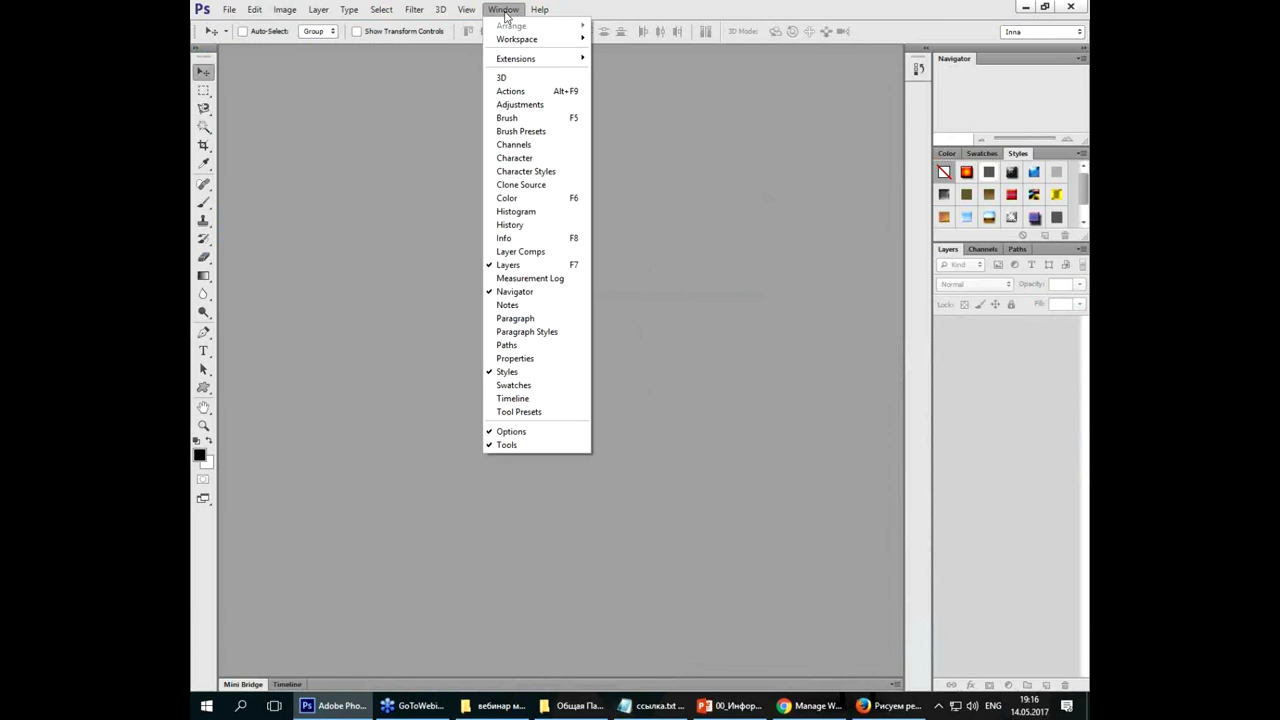 Ps File Edit Image Layer Type Select Filter 3D View Window Help
Auto-Select: Group Show Transform Controls 3D Mode: Inna
Arrange
Workspace
Extensions
3D
Actions Alt+F9
Adjustments
Brush F5
Brush Presets
Channels
Character
Character Styles
Clone Source
Color F6
Histogram
History
Info F8
Layer Comps
Layers F7
Measurement Log
Navigator
Notes
Paragraph
Paragraph Styles
Paths
Properties
Styles
Swatches
Timeline
Tool Presets
Options
Tools
Navigator
Color Swatches Styles
Layers Channels Paths
Kind
Normal Opacity:
Lock: Fill:
Mini Bridge Timeline
Ps Adobe Pho... GoToWebi... вебинар м... Общая Па... ссылка.txt ... 00_Инфор... Manage W... Рисуем ре... ENG 19:16
14.05.2017